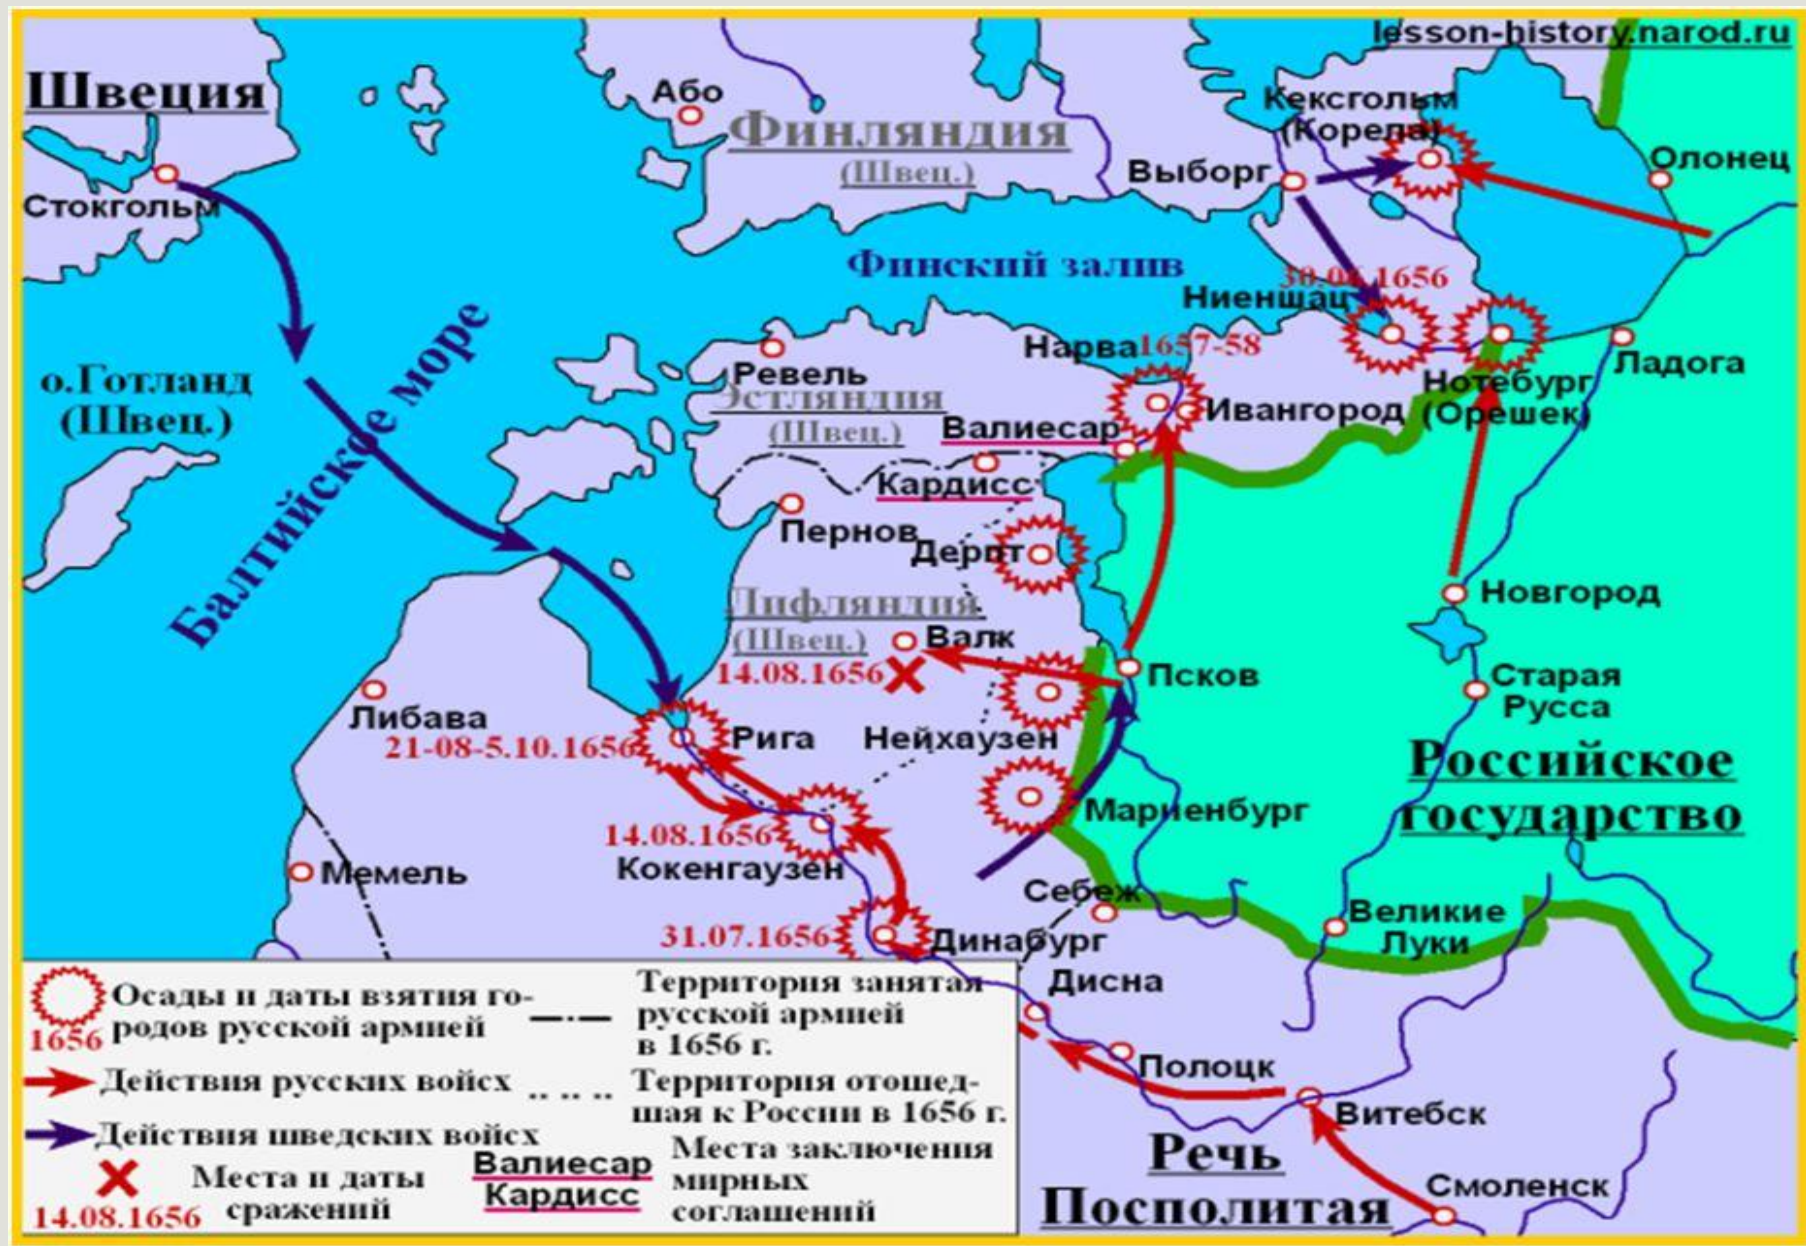 lesson-history.narod.ru
Швеция
Стокгольм
Або
Финляндия
(Швец.)
Кексгольм
(Корела)
Выборг
Олонец
Финский залив
30.06.1656
Ниеншац
Нарва
1657-58
Ладога
Нотебург
(Орешек)
Ивангород
о.Готланд
(Швец.)
Балтийское море
Ревель
Эстляндия
(Швец.)
Валиесар
Кардисс
Пернов
Дерпт
Лифляндия
(Швец.)
Валк
14.08.1656
Новгород
Псков
Старая
Русса
Либава
21-08-5.10.1656
Рига
Нейхаузен
Российское
государство
Мариенбург
14.08.1656
Кокенгаузен
Мемель
Себеж
Великие
Луки
31.07.1656
Динабург
Дисна
Полоцк
Витебск
Речь
Посполитая
Смоленск
Осады и даты взятия го-
родов русской армией
1656
Действия русских войсх
Действия шведских войсх
Места и даты
сражений
14.08.1656
Территория занятая
русской армией
в 1656 г.
Территория отошед-
шая к России в 1656 г.
Валиесар
Кардисс
Места заключения
мирных
соглашений